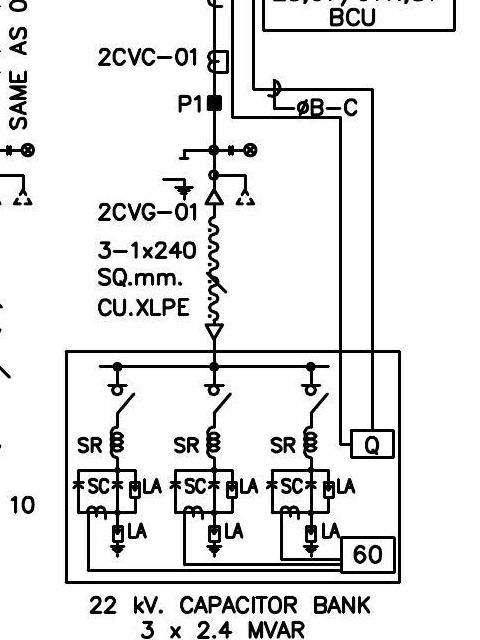 BCU
SAME AS
2CVC-01
P1
øB-C
2CVG-01
3-1x240
SQ.mm.
CU.XLPE
Q
SR SR SR
SC LA SC LA SC LA
10
LA LA LA
60
22 kV. CAPACITOR BANK
3 x 2.4 MVAR